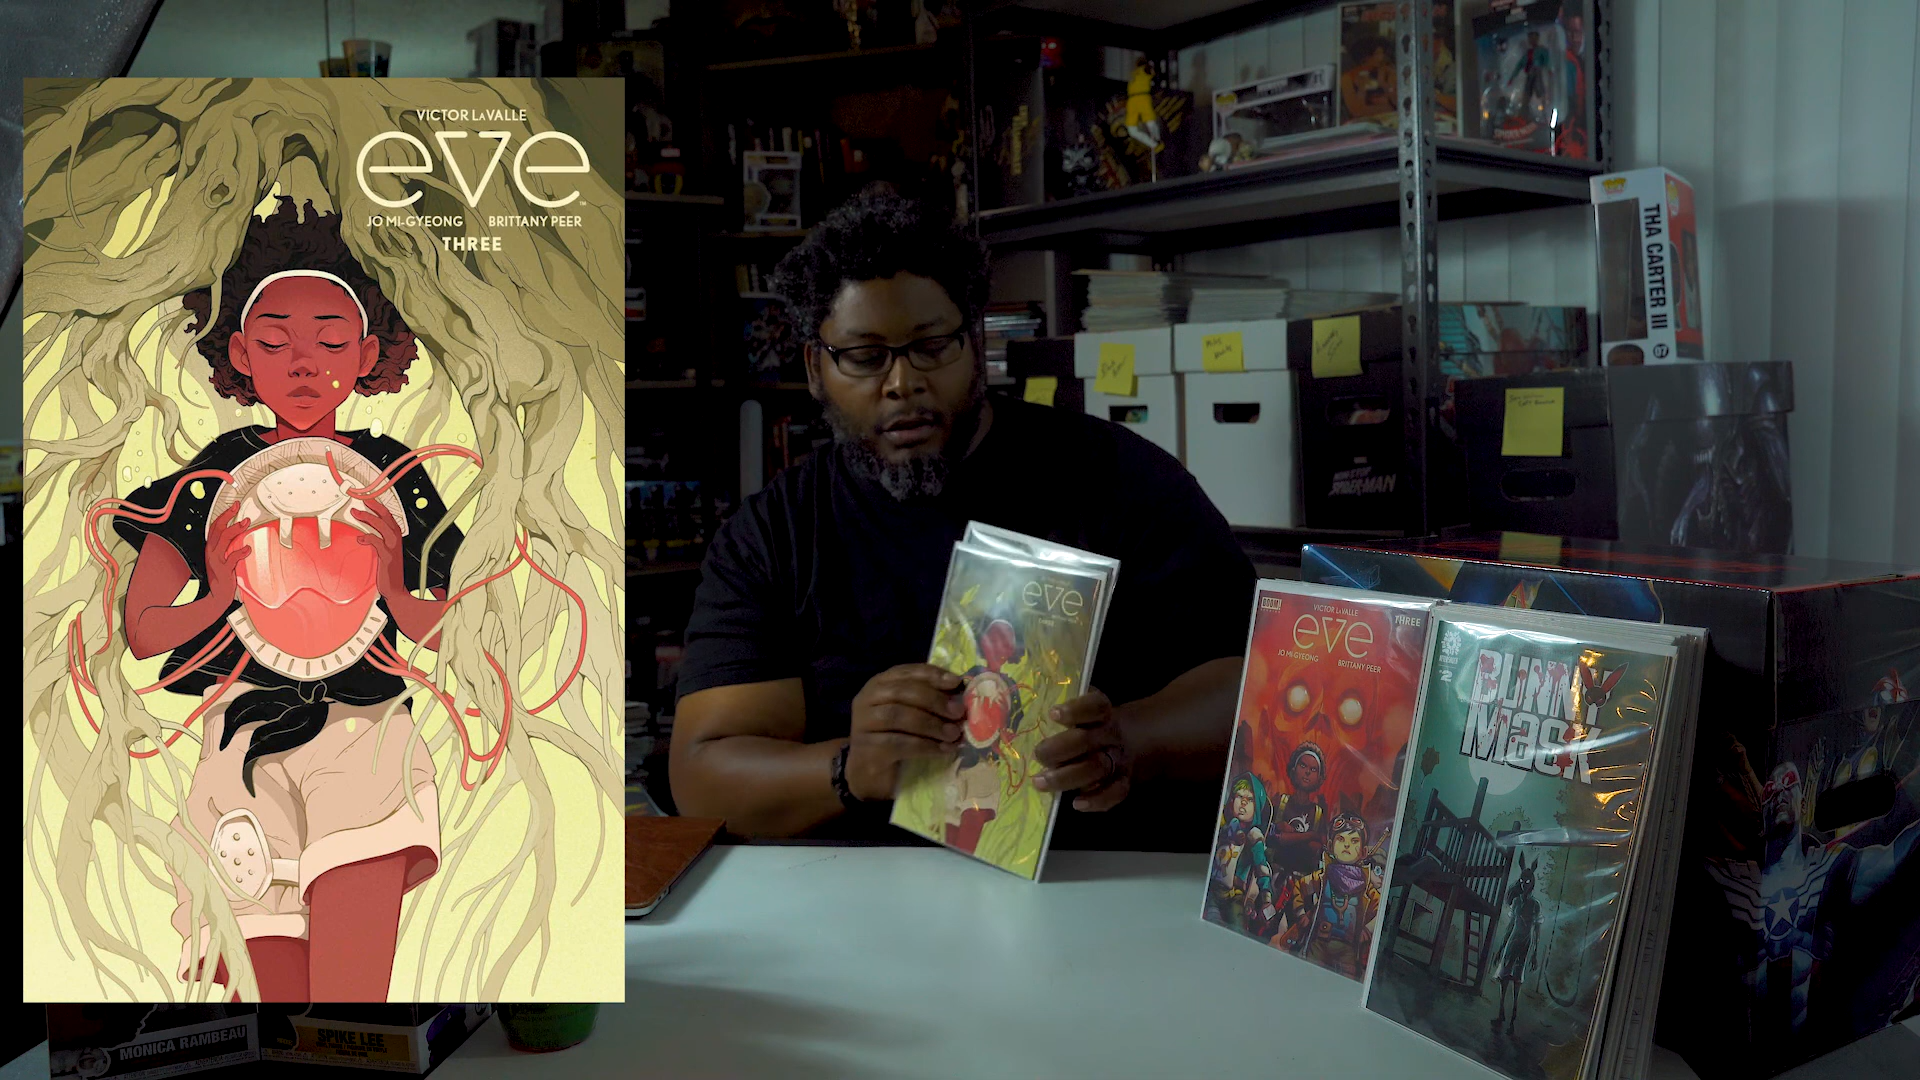 VICTOR LAVALLE
eve
JO MI-GYEONG BRITTANY PEER
THREE
THA CARTER III
SPIDER-MAN
eve
THREE
BOOM!
VICTOR LAVALLE
THREE
eve
JO MI-GYEONG
BRITTANY PEER
#2
BUNNY
MASK
MONICA RAMBEAU
SPIKE LEE